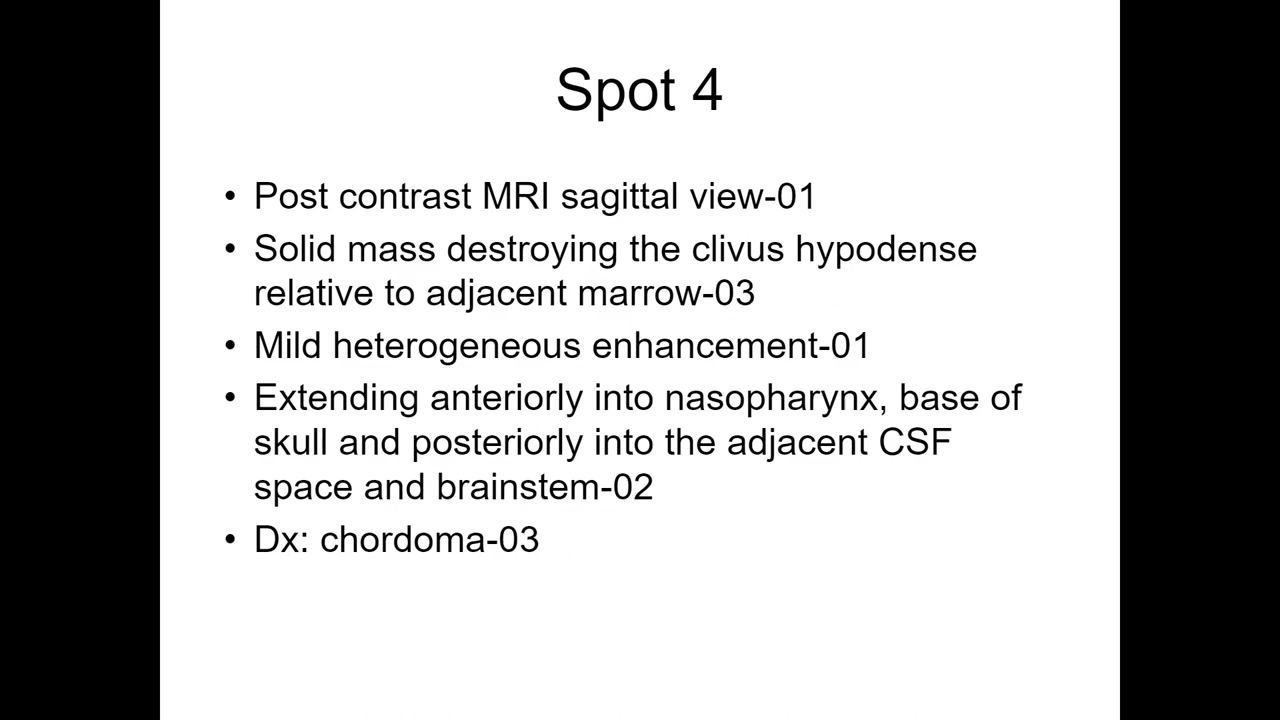 Spot 4
• Post contrast MRI sagittal view-01
• Solid mass destroying the clivus hypodense
relative to adjacent marrow-03
• Mild heterogeneous enhancement-01
• Extending anteriorly into nasopharynx, base of
skull and posteriorly into the adjacent CSF
space and brainstem-02
• Dx: chordoma-03